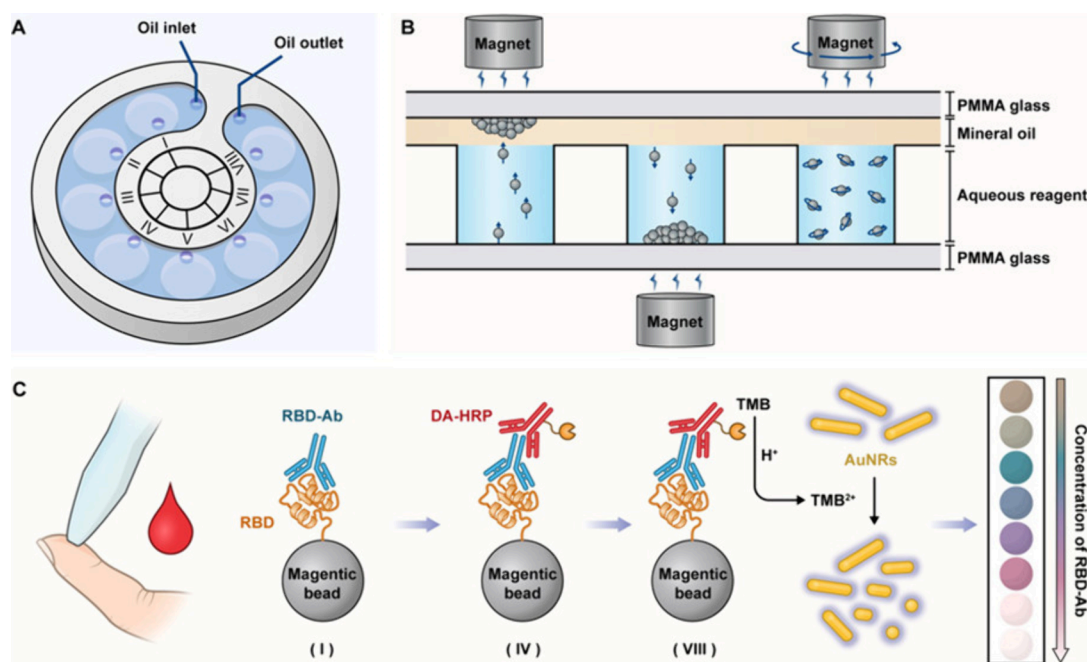 A
Oil inlet
Oil outlet
I
II
III
IV
V
VI
VII
VIII
B
Magnet
Magnet
PMMA glass
Mineral oil
Aqueous reagent
PMMA glass
Magnet
C
RBD-Ab
RBD
Magentic
bead
( I )
DA-HRP
Magentic
bead
( IV )
TMB
H⁺
TMB²⁺
Magentic
bead
( VIII )
AuNRs
Concentration of RBD-Ab